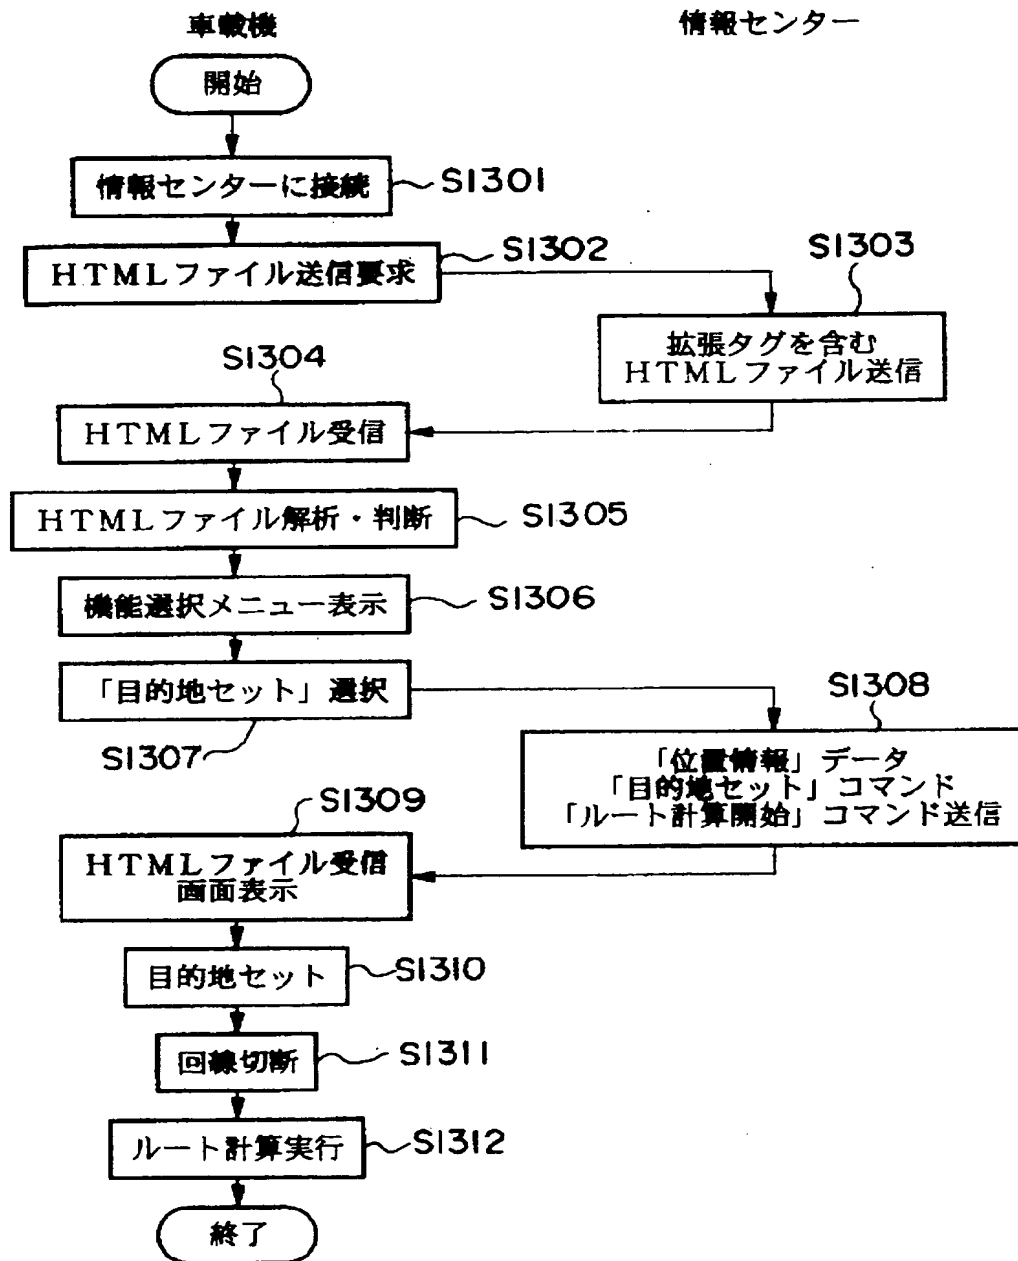 車載機
情報センター
開始
情報センターに接続
S1301
HTMLファイル送信要求
S1302
S1303
拡張タグを含む
HTMLファイル送信
S1304
HTMLファイル受信
HTMLファイル解析・判断
S1305
機能選択メニュー表示
S1306
「目的地セット」選択
S1307
S1308
「位置情報」データ
「目的地セット」コマンド
「ルート計算開始」コマンド送信
S1309
HTMLファイル受信
画面表示
目的地セット
S1310
回線切断
S1311
ルート計算実行
S1312
終了